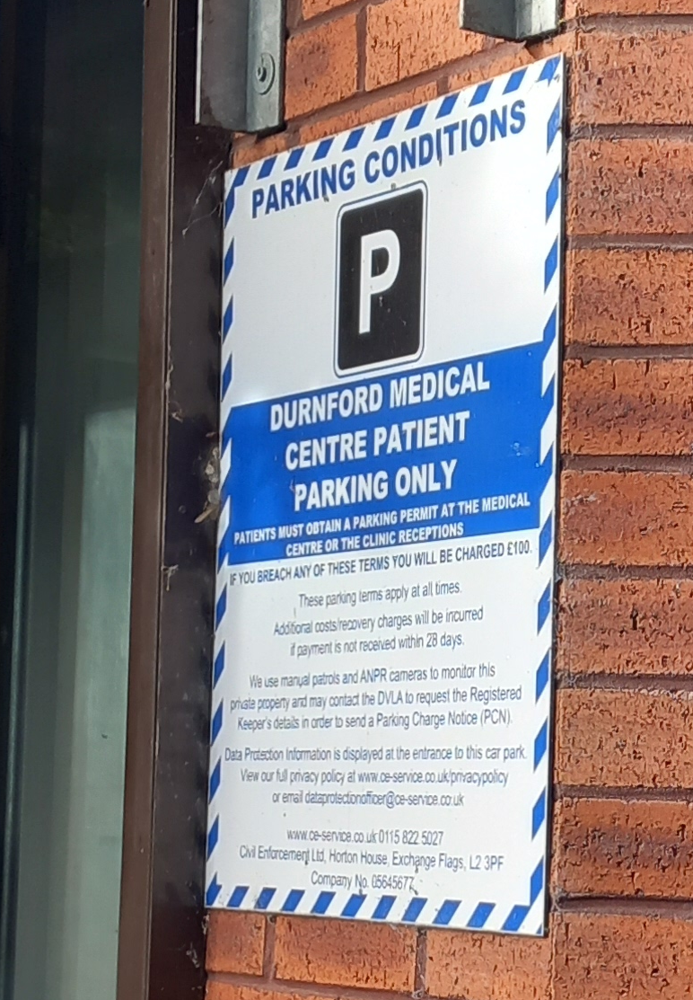 PARKING CONDITIONS
P
DURNFORD MEDICAL
CENTRE PATIENT
PARKING ONLY
PATIENTS MUST OBTAIN A PARKING PERMIT AT THE MEDICAL
CENTRE OR THE CLINIC RECEPTIONS
IF YOU BREACH ANY OF THESE TERMS YOU WILL BE CHARGED £100.
These parking terms apply at all times.
Additional costs/recovery charges will be incurred
if payment is not received within 28 days.
We use manual patrols and ANPR cameras to monitor this
private property and may contact the DVLA to request the Registered
Keeper's details in order to send a Parking Charge Notice (PCN).
Data Protection Information is displayed at the entrance to this car park.
View our full privacy policy at www.ce-service.co.uk/privacypolicy
or email dataprotectionofficer@ce-service.co.uk
www.ce-service.co.uk 0115 822 5027
Civil Enforcement Ltd, Horton House, Exchange Flags, L2 3PF
Company No. 05645677